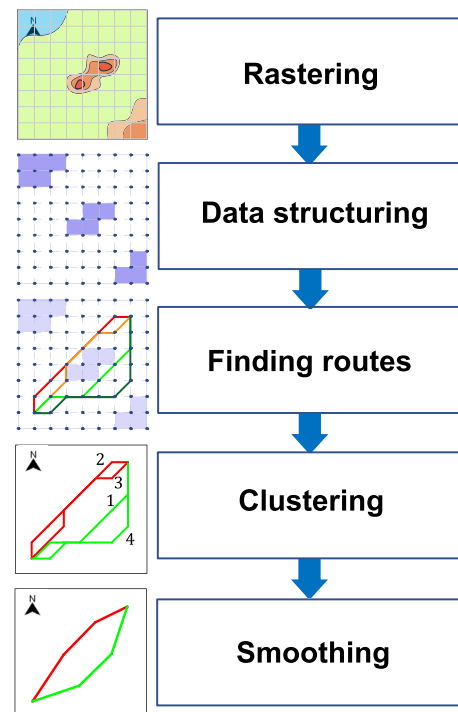 N
Rastering
Data structuring
Finding routes
N
2
3
1
4
Clustering
N
Smoothing